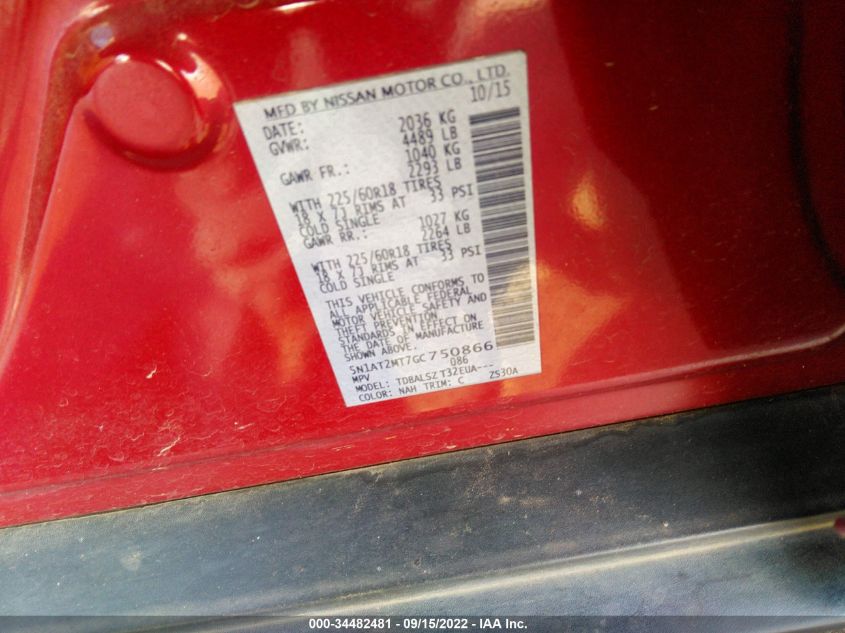 MFD BY NISSAN MOTOR CO., LTD.
DATE: 10/15
GVWR: 2036 KG
4489 LB
GAWR FR.: 1040 KG
2293 LB
WITH 225/60R18 TIRES
18 X 7J RIMS AT 33 PSI
COLD SINGLE
GAWR RR.: 1027 KG
2264 LB
WITH 225/60R18 TIRES
18 X 7J RIMS AT 33 PSI
COLD SINGLE
THIS VEHICLE CONFORMS TO
ALL APPLICABLE FEDERAL
MOTOR VEHICLE SAFETY AND
THEFT PREVENTION
STANDARDS IN EFFECT ON
THE DATE OF MANUFACTURE
5N1AT2MT7GC750866
MPV 086
MODEL: TDBALSZ T32EUA---
COLOR: NAH TRIM: C ZS30A
000-34482481 - 09/15/2022 - IAA Inc.